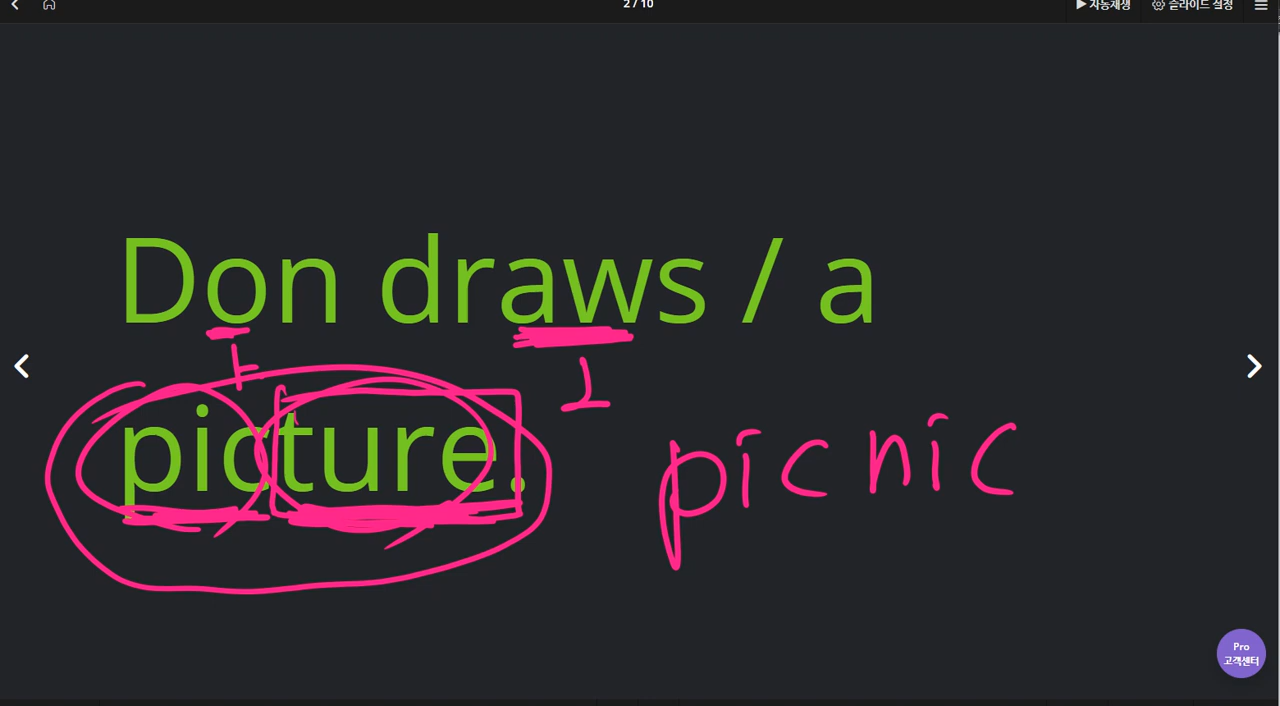 2 / 10
▶ 자동재생
슬라이드 설정
Don draws / a
picture.
picnic
Pro
고객센터